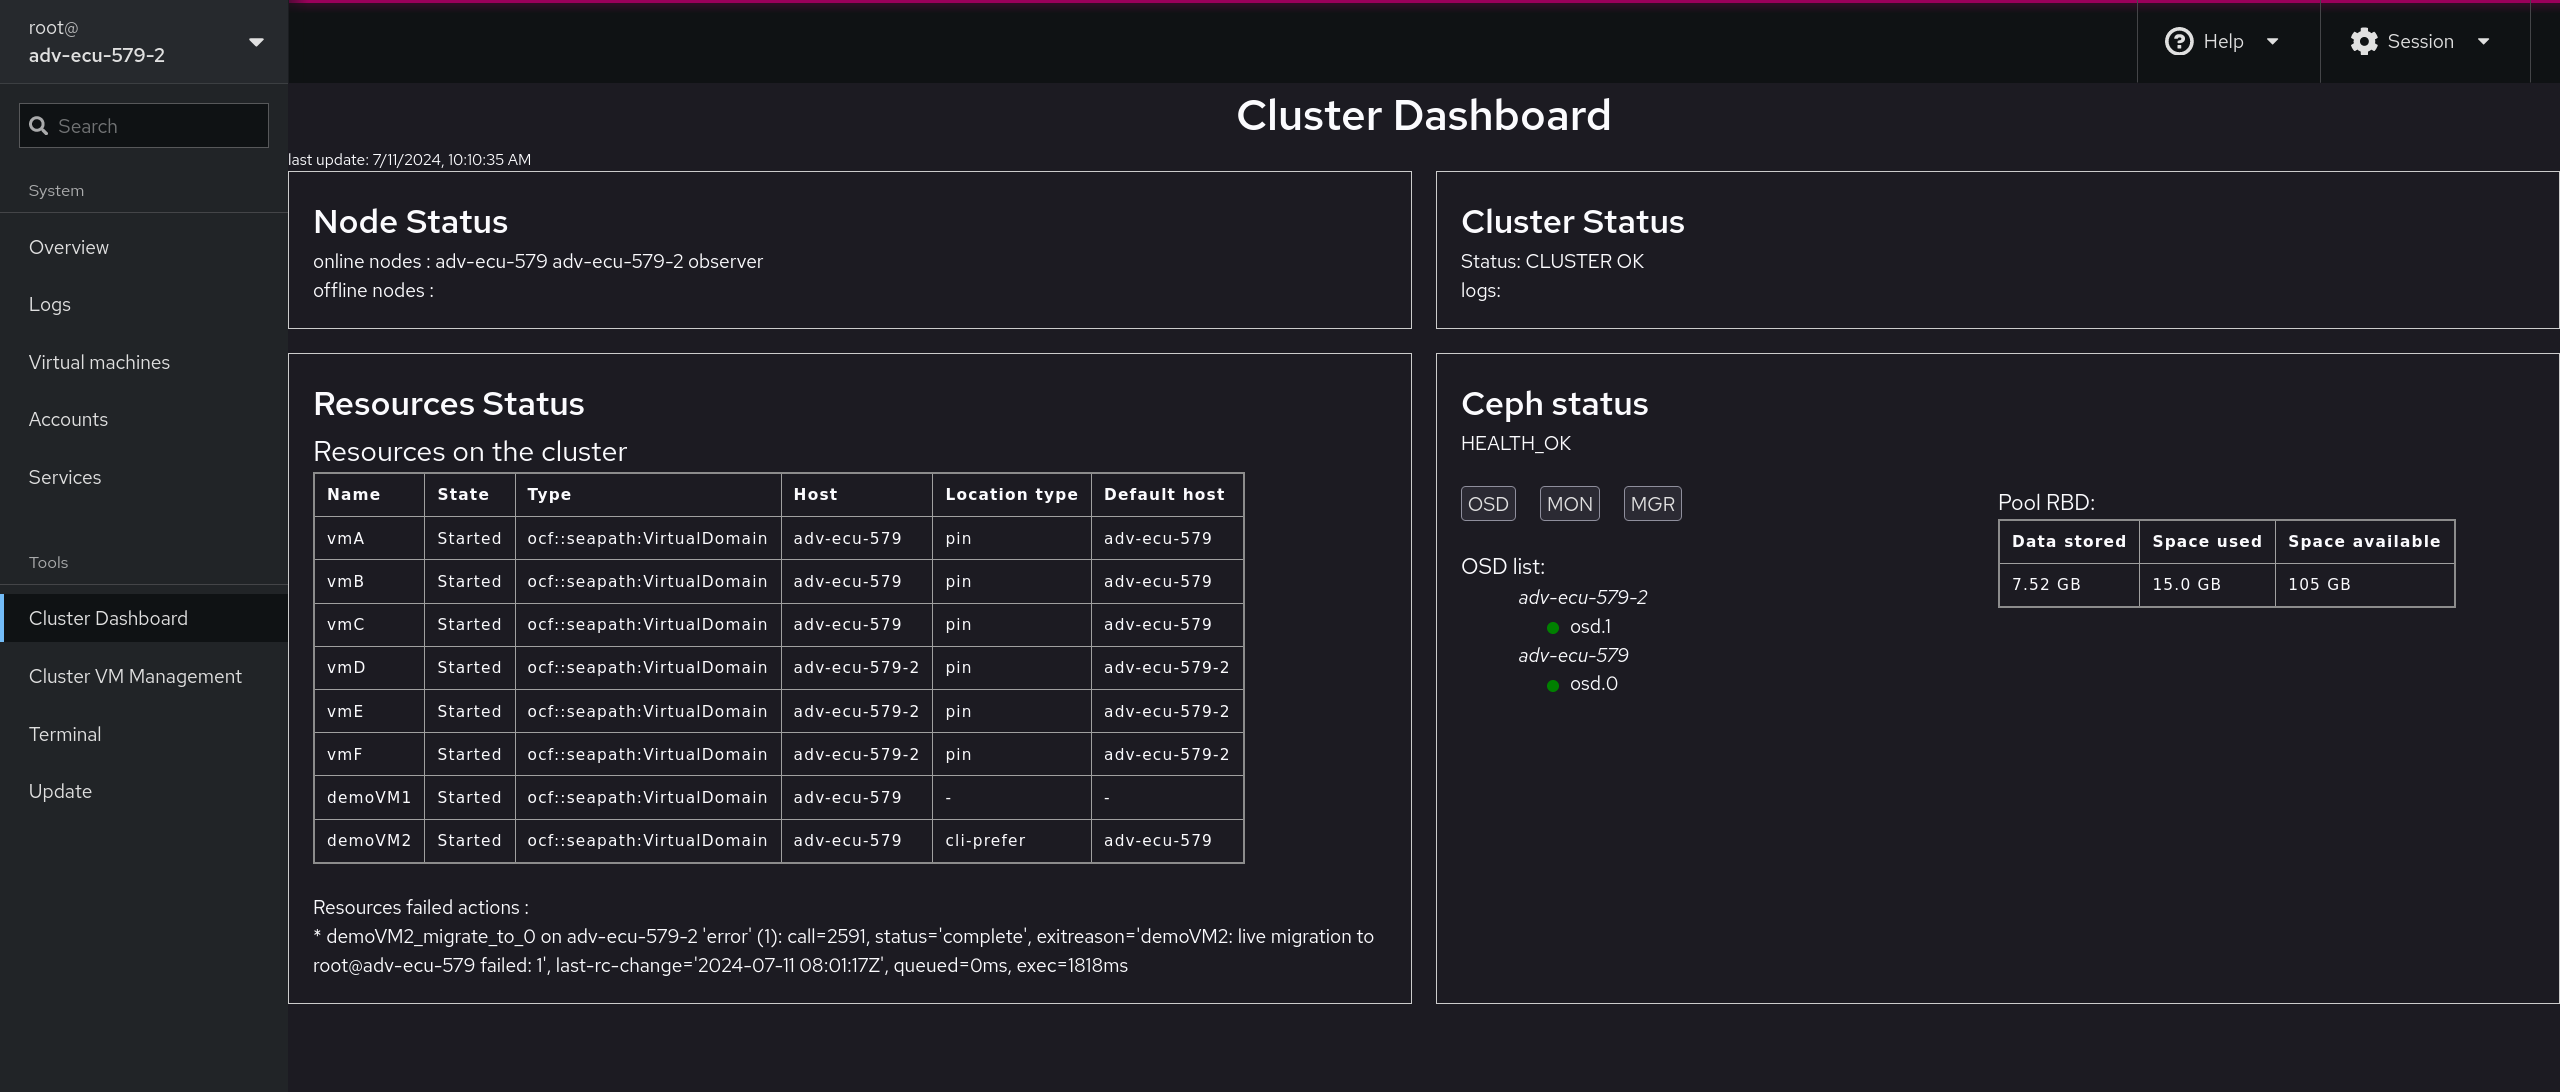 root@
adv-ecu-579-2
Help
Session
Search
System
Overview
Logs
Virtual machines
Accounts
Services
Tools
Cluster Dashboard
Cluster VM Management
Terminal
Update
Cluster Dashboard
last update: 7/11/2024, 10:10:35 AM
Node Status
online nodes : adv-ecu-579 adv-ecu-579-2 observer
offline nodes :
Cluster Status
Status: CLUSTER OK
logs:
Resources Status
Resources on the cluster
Name State Type Host Location type Default host
vmA Started ocf::seapath:VirtualDomain adv-ecu-579 pin adv-ecu-579
vmB Started ocf::seapath:VirtualDomain adv-ecu-579 pin adv-ecu-579
vmC Started ocf::seapath:VirtualDomain adv-ecu-579 pin adv-ecu-579
vmD Started ocf::seapath:VirtualDomain adv-ecu-579-2 pin adv-ecu-579-2
vmE Started ocf::seapath:VirtualDomain adv-ecu-579-2 pin adv-ecu-579-2
vmF Started ocf::seapath:VirtualDomain adv-ecu-579-2 pin adv-ecu-579-2
demoVM1 Started ocf::seapath:VirtualDomain adv-ecu-579 - -
demoVM2 Started ocf::seapath:VirtualDomain adv-ecu-579 cli-prefer adv-ecu-579
Resources failed actions :
* demoVM2_migrate_to_0 on adv-ecu-579-2 'error' (1): call=2591, status='complete', exitreason='demoVM2: live migration to
root@adv-ecu-579 failed: 1', last-rc-change='2024-07-11 08:01:17Z', queued=0ms, exec=1818ms
Ceph status
HEALTH_OK
OSD MON MGR
OSD list:
adv-ecu-579-2
osd.1
adv-ecu-579
osd.0
Pool RBD:
Data stored Space used Space available
7.52 GB 15.0 GB 105 GB